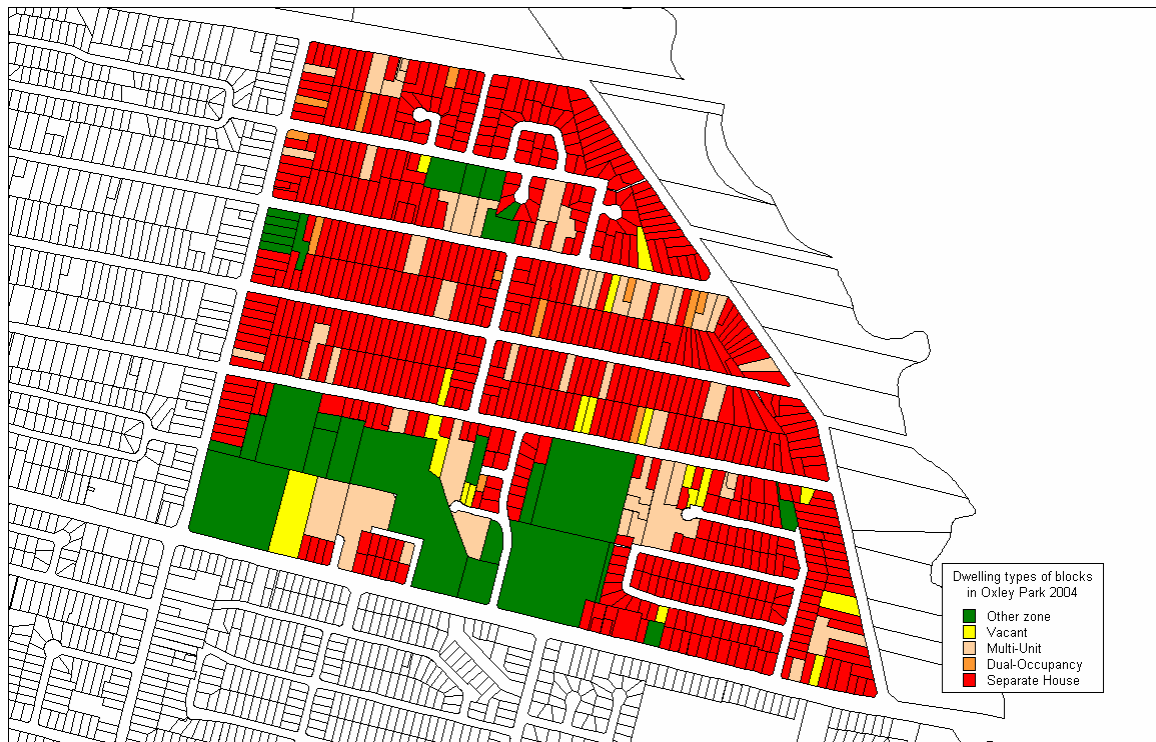 Dwelling types of blocks
in Oxley Park 2004
Other zone
Vacant
Multi-Unit
Dual-Occupancy
Separate House